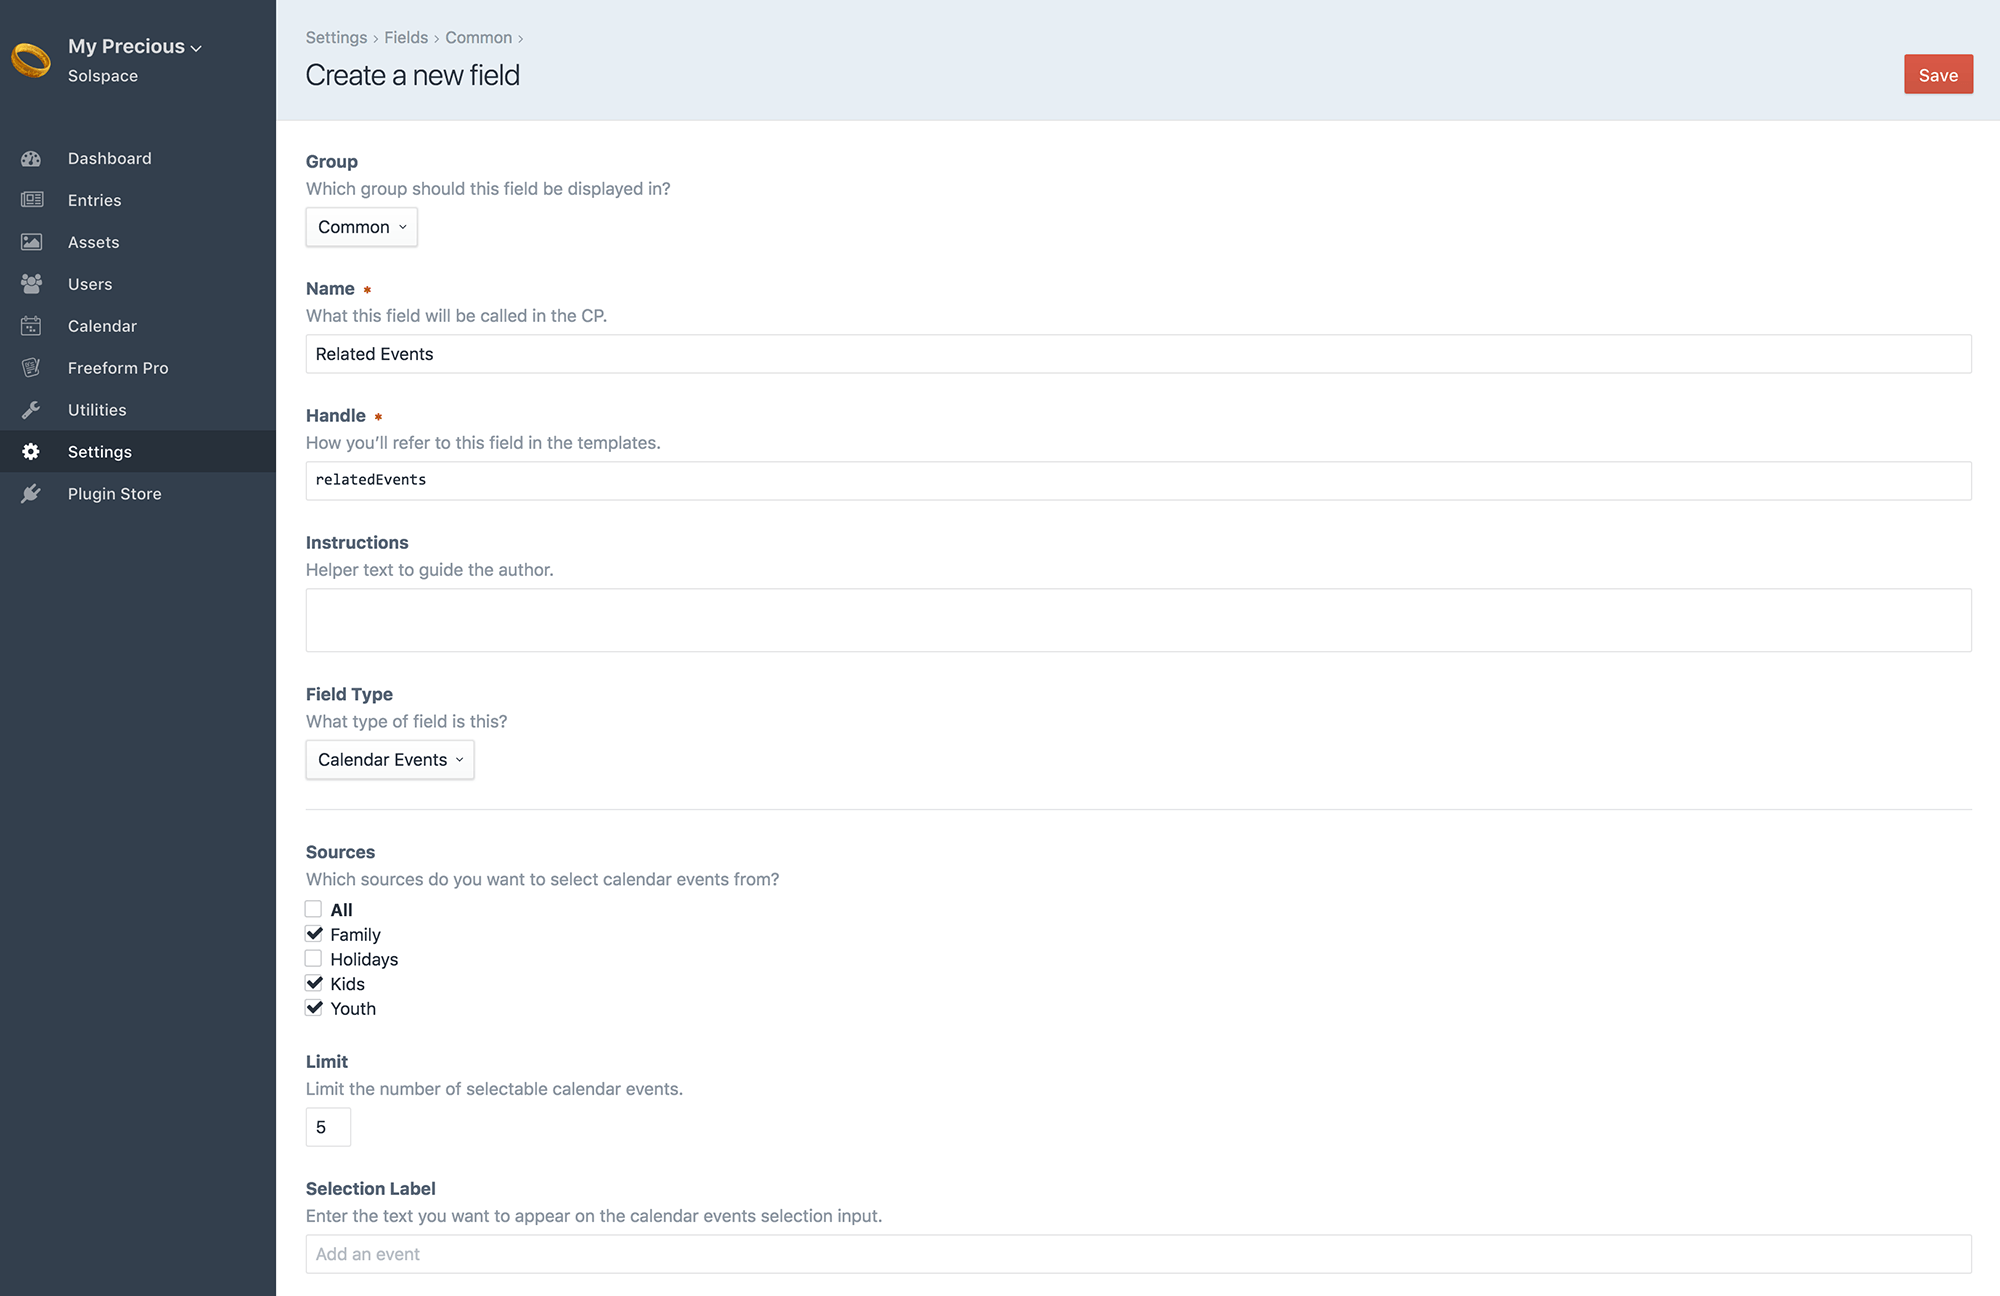 My Precious
Solspace
Dashboard
Entries
Assets
Users
Calendar
Freeform Pro
Utilities
Settings
Plugin Store
Settings › Fields › Common ›
Create a new field
Save
Group
Which group should this field be displayed in?
Common
Name *
What this field will be called in the CP.
Related Events
Handle *
How you’ll refer to this field in the templates.
relatedEvents
Instructions
Helper text to guide the author.
Field Type
What type of field is this?
Calendar Events
Sources
Which sources do you want to select calendar events from?
All
Family
Holidays
Kids
Youth
Limit
Limit the number of selectable calendar events.
5
Selection Label
Enter the text you want to appear on the calendar events selection input.
Add an event